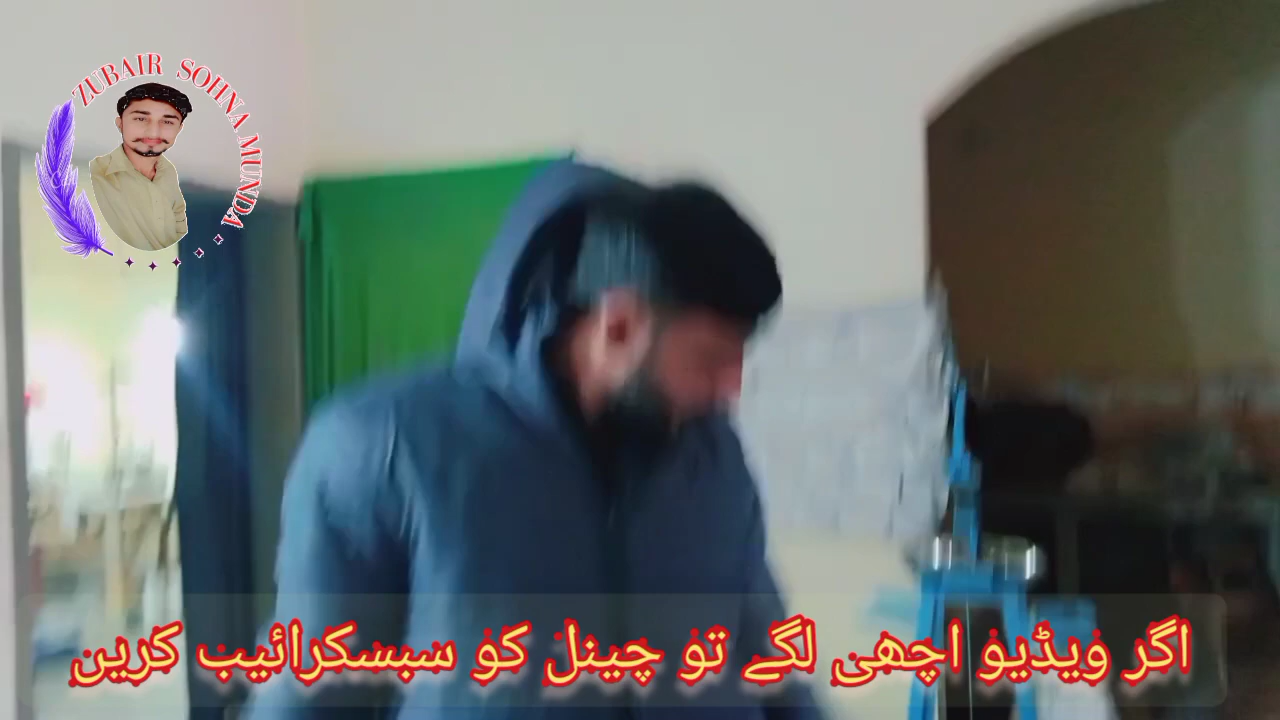 ZUBAIR SOHNA MUNDA
اگر ویڈیو اچھی لگے تو چینل کو سبسکرائیب کریں